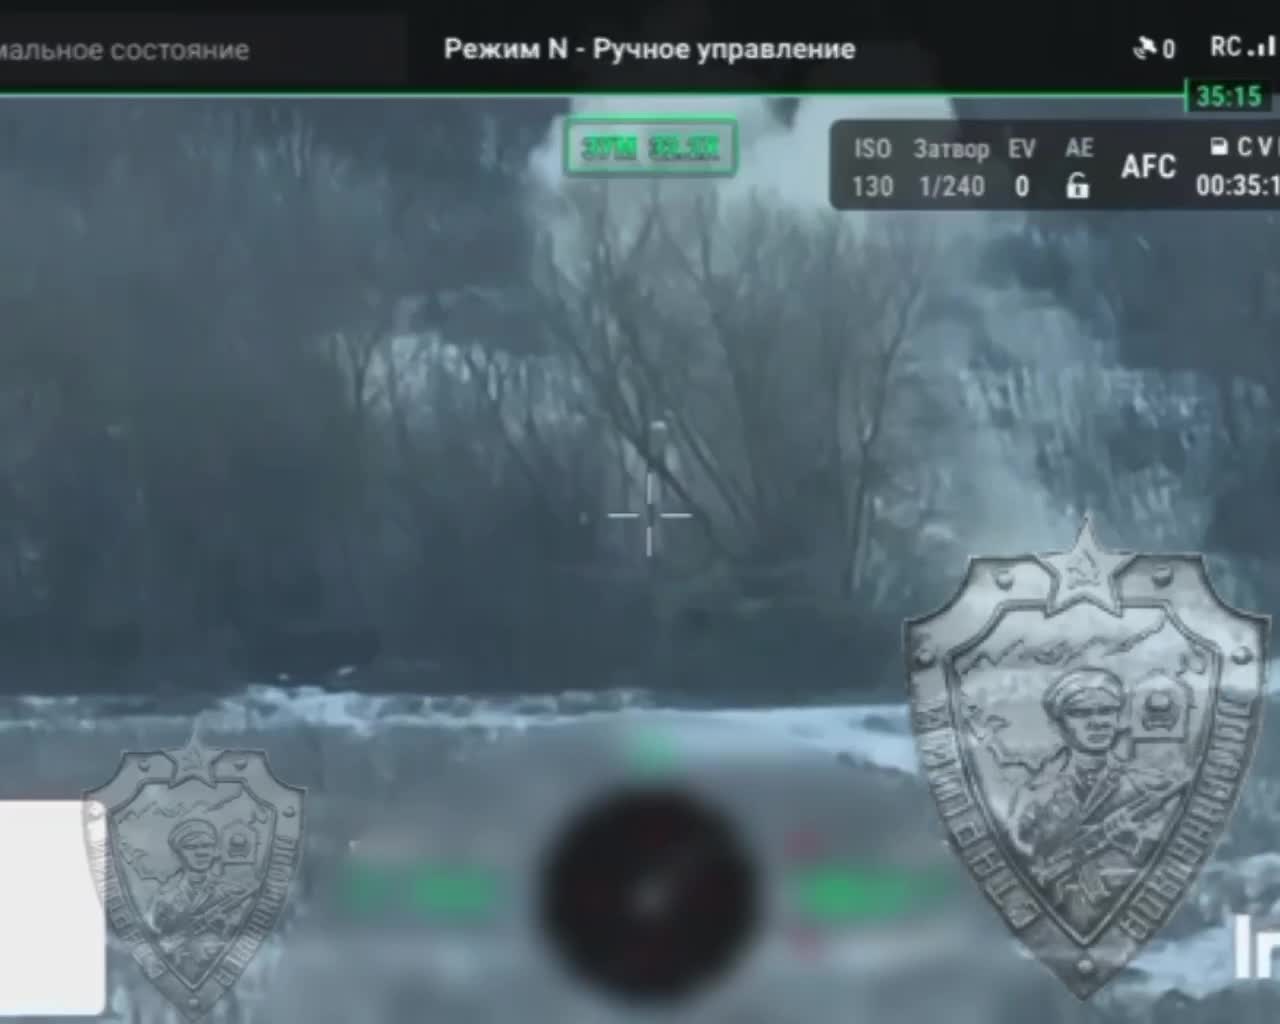 мальное состояние
Режим N - Ручное управление
0
RC
35:15
ISO Затвор EV AE
AFC
130 1/240 0
00:35:1